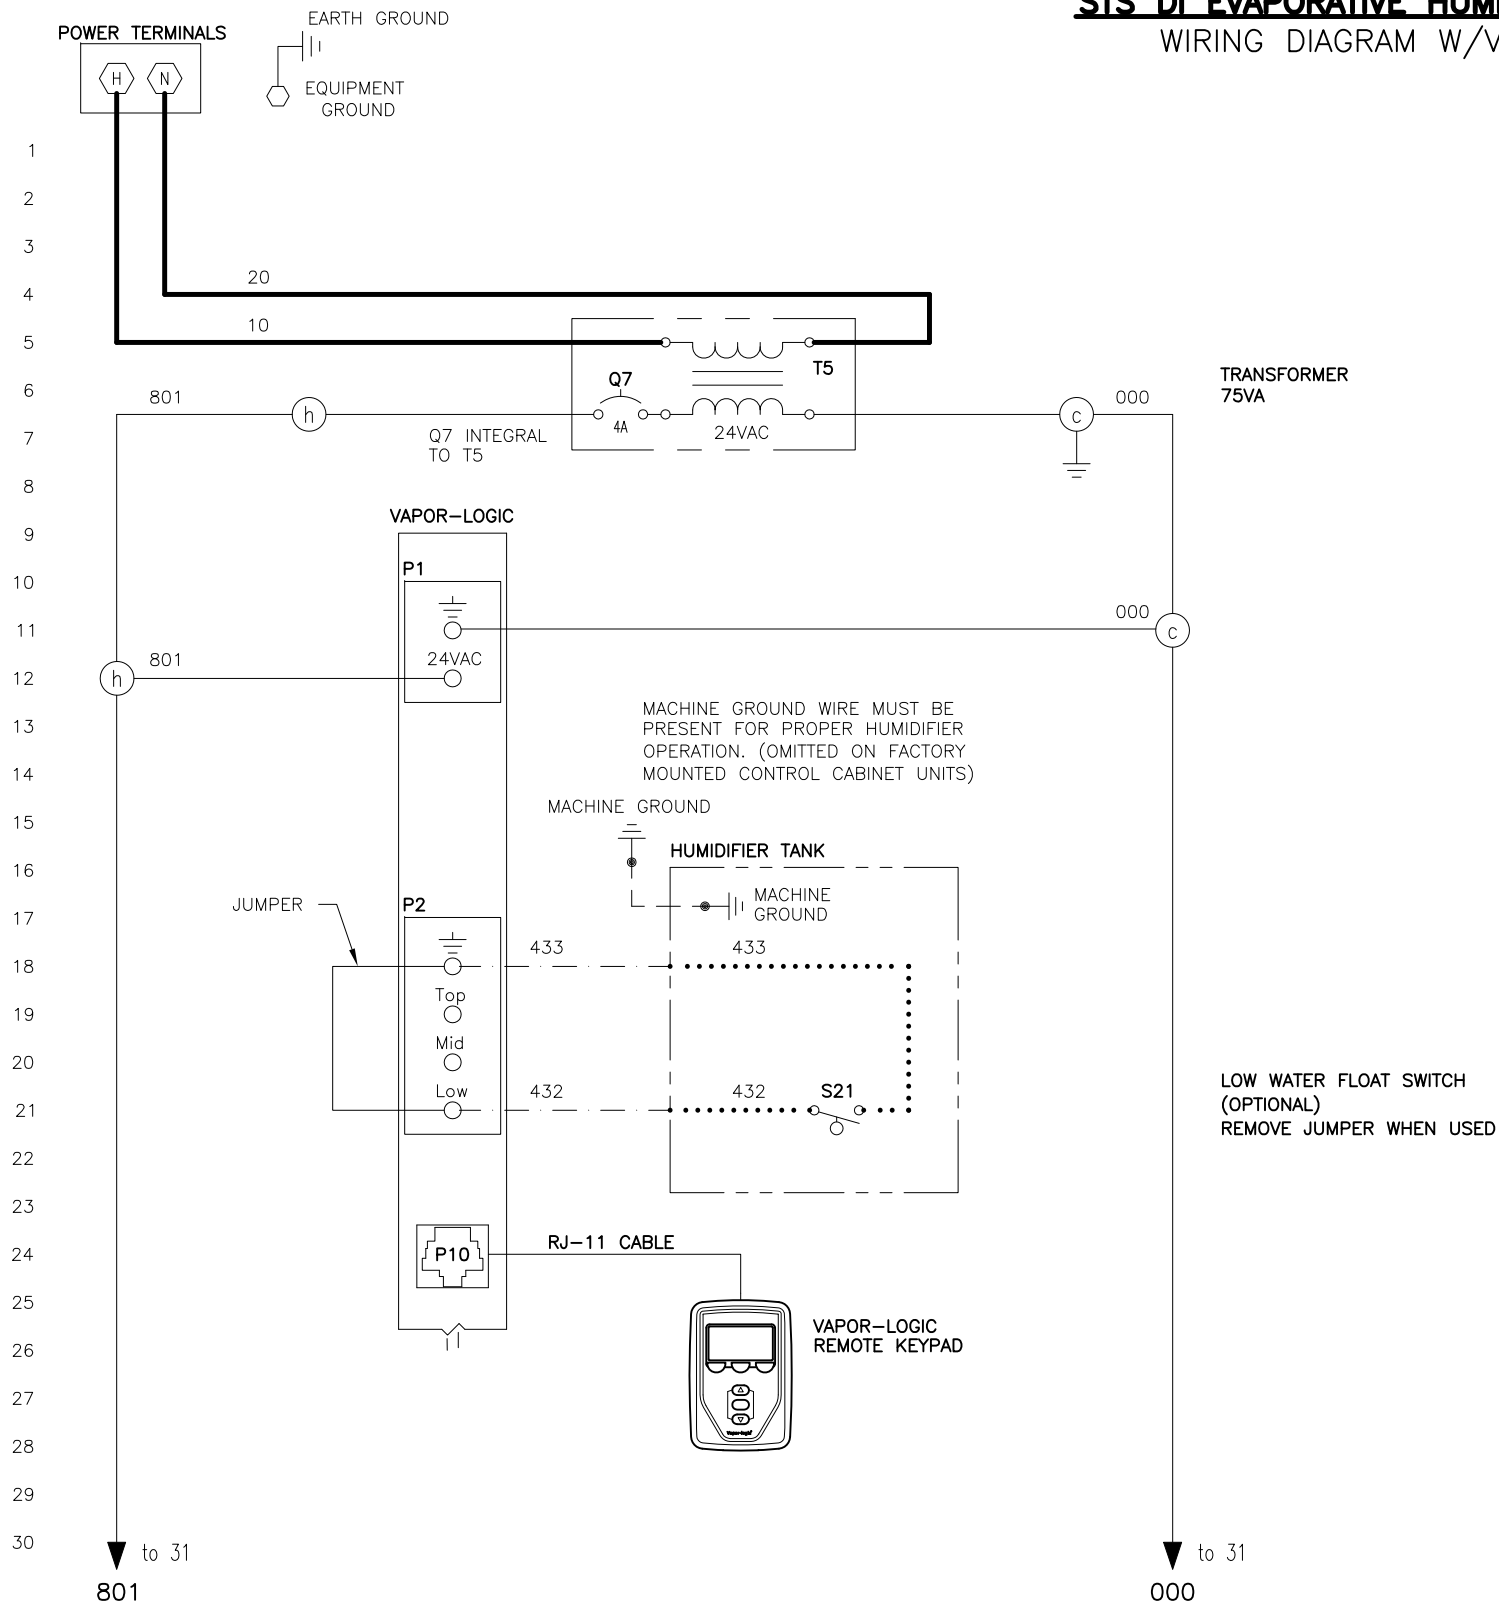 STS DI EVAPORATIVE
WIRING DIAGRAM
EARTH GROUND
POWER TERMINALS
H N
EQUIPMENT
GROUND
1
2
3
20
4
10
5
T5
TRANSFORMER
75VA
6
Q7
801
h
4A
24VAC
c
000
Q7 INTEGRAL
TO T5
7
8
VAPOR-LOGIC
9
P1
10
000
11
c
24VAC
801
12
h
MACHINE GROUND WIRE MUST BE
PRESENT FOR PROPER HUMIDIFIER
OPERATION. (OMITTED ON FACTORY
MOUNTED CONTROL CABINET UNITS)
13
14
MACHINE GROUND
15
HUMIDIFIER TANK
16
MACHINE
GROUND
JUMPER
P2
17
433
433
18
Top
19
Mid
20
Low
432
432
S21
21
LOW WATER FLOAT SWITCH
(OPTIONAL)
REMOVE JUMPER WHEN USED
22
23
RJ-11 CABLE
P10
24
25
VAPOR-LOGIC
REMOTE KEYPAD
26
27
Vapor-logic
28
29
30
to 31
to 31
801
000